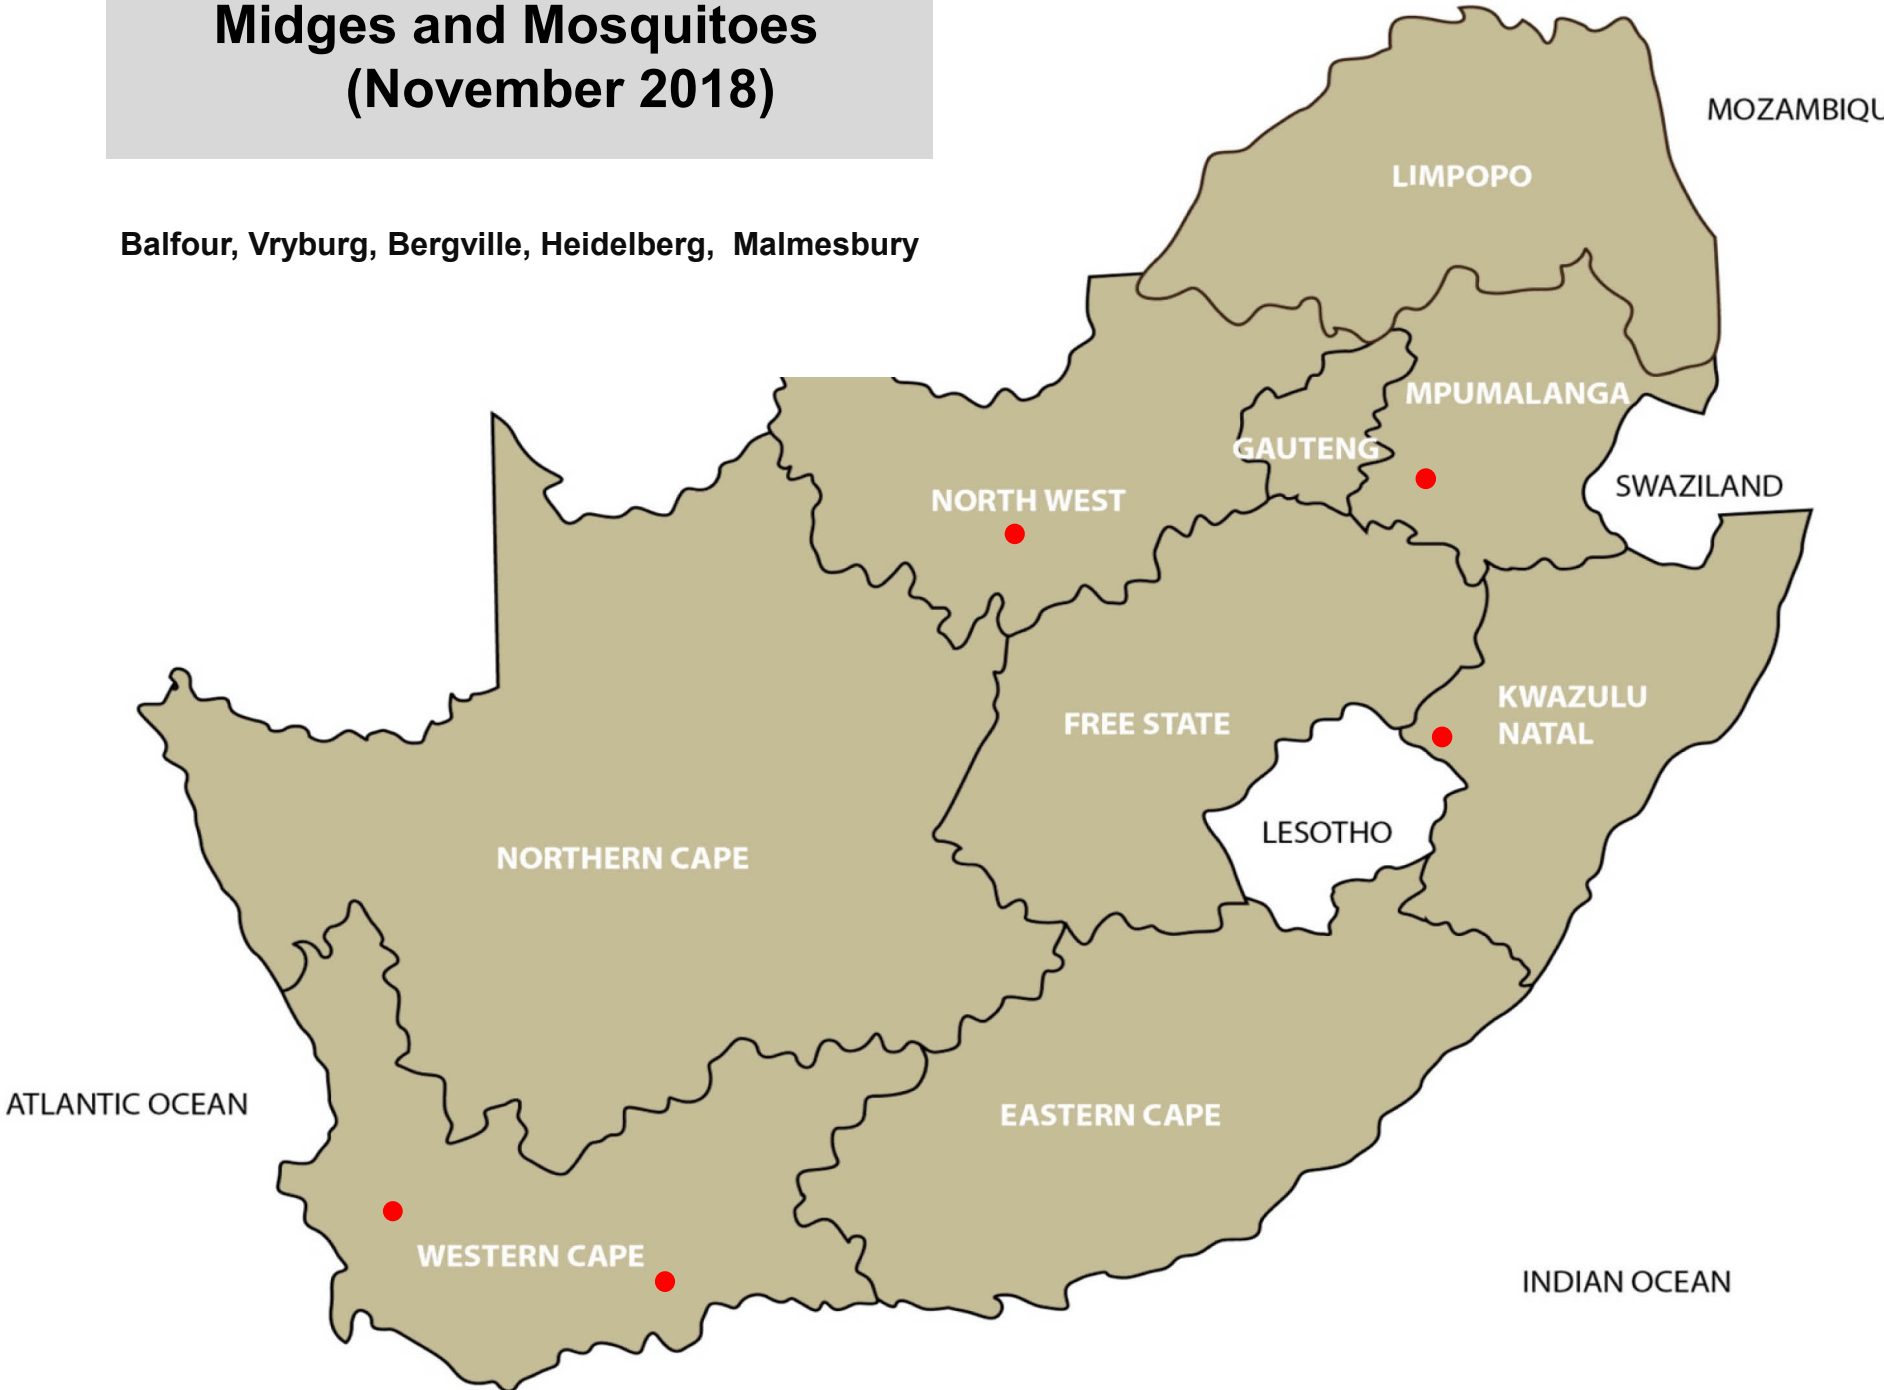 Midges and Mosquitoes
(November 2018)
MOZAMBIQU
LIMPOPO
Balfour, Vryburg, Bergville, Heidelberg, Malmesbury
MPUMALANGA
GAUTENG
SWAZILAND
NORTH WEST
KWAZULU
NATAL
FREE STATE
LESOTHO
NORTHERN CAPE
ATLANTIC OCEAN
EASTERN CAPE
WESTERN CAPE
INDIAN OCEAN